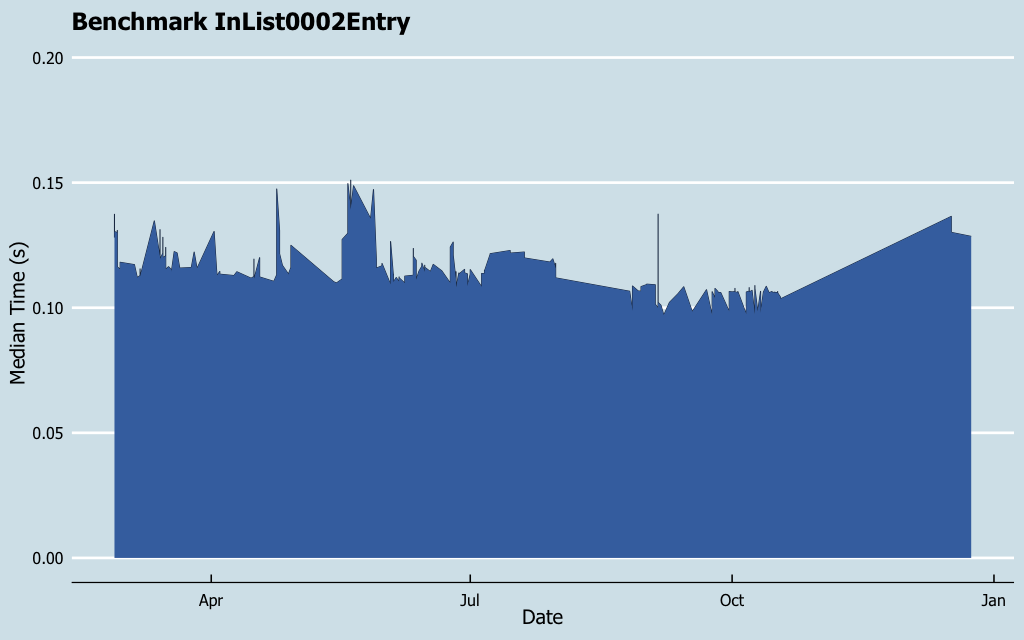 Benchmark InList0002Entry
0.20
0.15
0.10
0.05
0.00
Median Time (s)
Apr
Jul
Oct
Jan
Date